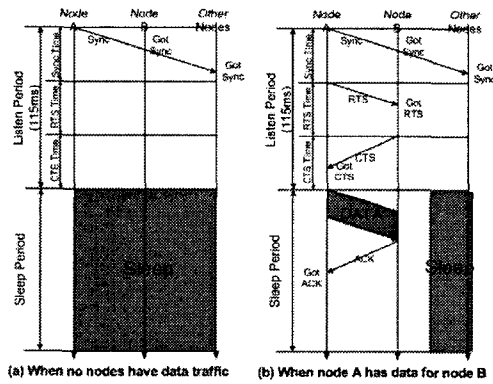 Node
A
Node
B
Other
Nodes
Sync
Got
Sync
Got
Sync
Listen Period
(115ms)
Sync Time
RTS Time
CTS Time
Sleep Period
Sleep
(a) When no nodes have data traffic
Node
A
Node
B
Other
Nodes
Sync
Got
Sync
Got
Sync
RTS
Got
RTS
CTS
Got
CTS
Listen Period
(115ms)
Sync Time
RTS Time
CTS Time
DATA
ACK
Got
ACK
Sleep Period
Sleep
(b) When node A has data for node B